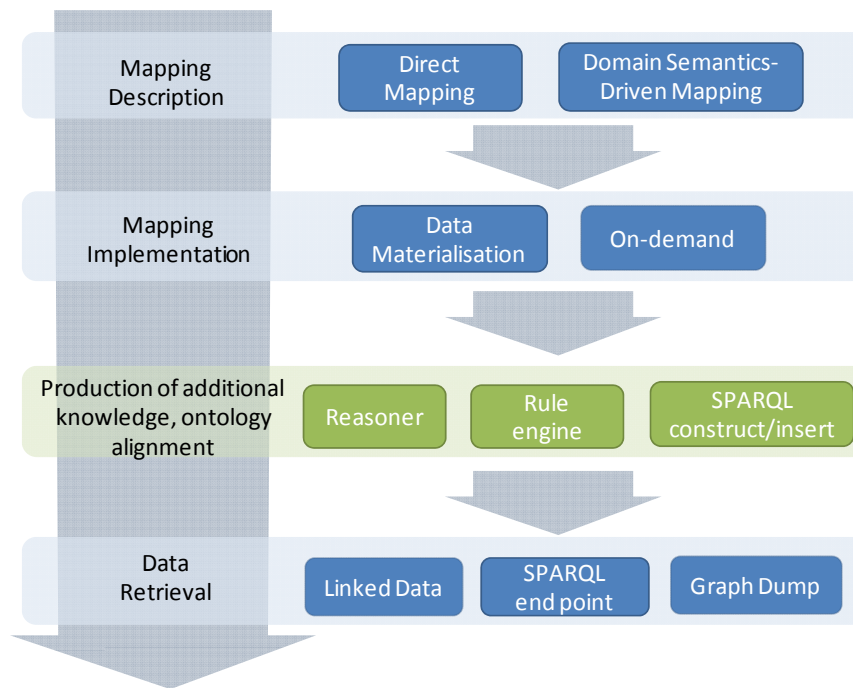 Mapping
Description
Direct
Mapping
Domain Semantics-
Driven Mapping
Mapping
Implementation
Data
Materialisation
On-demand
Production of additional
knowledge, ontology
alignment
Reasoner
Rule
engine
SPARQL
construct/insert
Data
Retrieval
Linked Data
SPARQL
end point
Graph Dump